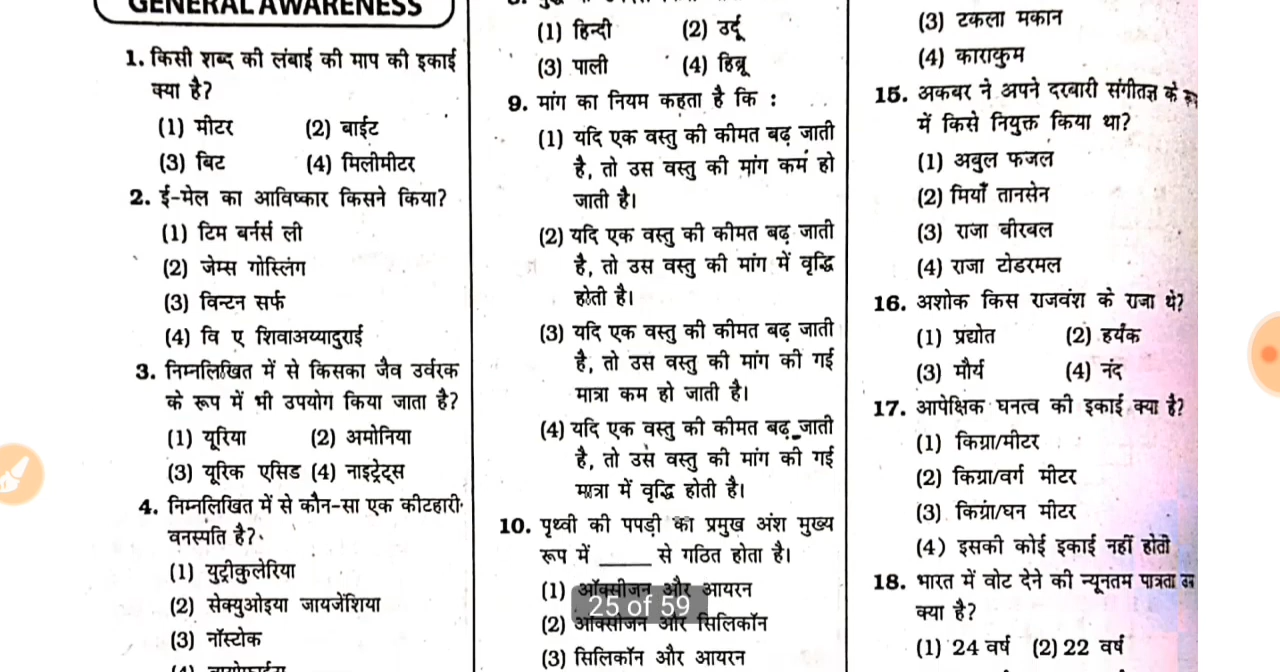 GENERAL AWARENESS
1. किसी शब्द की लंबाई की माप की इकाई
क्या है?
(1) मीटर (2) बाईट
(3) बिट (4) मिलीमीटर
2. ई-मेल का आविष्कार किसने किया?
(1) टिम बर्नर्स ली
(2) जेम्स गोस्लिंग
(3) विन्टन सर्फ
(4) वि ए शिवाअय्यादुराई
3. निम्नलिखित में से किसका जैव उर्वरक
के रूप में भी उपयोग किया जाता है?
(1) यूरिया (2) अमोनिया
(3) यूरिक एसिड (4) नाइट्रेट्स
4. निम्नलिखित में से कौन-सा एक कीटहारी
वनस्पति है?
(1) युट्रीकुलेरिया
(2) सेक्युओइया जायजेंशिया
(3) नॉस्टोक
(1) हिन्दी (2) उर्दू
(3) पाली (4) हिब्रू
9. मांग का नियम कहता है कि :
(1) यदि एक वस्तु की कीमत बढ़ जाती
है, तो उस वस्तु की मांग कम हो
जाती है।
(2) यदि एक वस्तु की कीमत बढ़ जाती
है, तो उस वस्तु की मांग में वृद्धि
होती है।
(3) यदि एक वस्तु की कीमत बढ़ जाती
है, तो उस वस्तु की मांग की गई
मात्रा कम हो जाती है।
(4) यदि एक वस्तु की कीमत बढ़ जाती
है, तो उस वस्तु की मांग की गई
मात्रा में वृद्धि होती है।
10. पृथ्वी की पपड़ी का प्रमुख अंश मुख्य
रूप में _____ से गठित होता है।
(1) ऑक्सीजन और आयरन
25 of 59
(2) ऑक्सीजन और सिलिकॉन
(3) सिलिकॉन और आयरन
(3) टकला मकान
(4) काराकुम
15. अकबर ने अपने दरबारी संगीतज्ञ के
में किसे नियुक्त किया था?
(1) अबुल फजल
(2) मियाँ तानसेन
(3) राजा बीरबल
(4) राजा टोडरमल
16. अशोक किस राजवंश के राजा थे?
(1) प्रद्योत (2) हर्यंक
(3) मौर्य (4) नंद
17. आपेक्षिक घनत्व की इकाई क्या है?
(1) किग्रा/मीटर
(2) किग्रा/वर्ग मीटर
(3) किग्रा/घन मीटर
(4) इसकी कोई इकाई नहीं होती
18. भारत में वोट देने की न्यूनतम पात्रता
क्या है?
(1) 24 वर्ष (2) 22 वर्ष